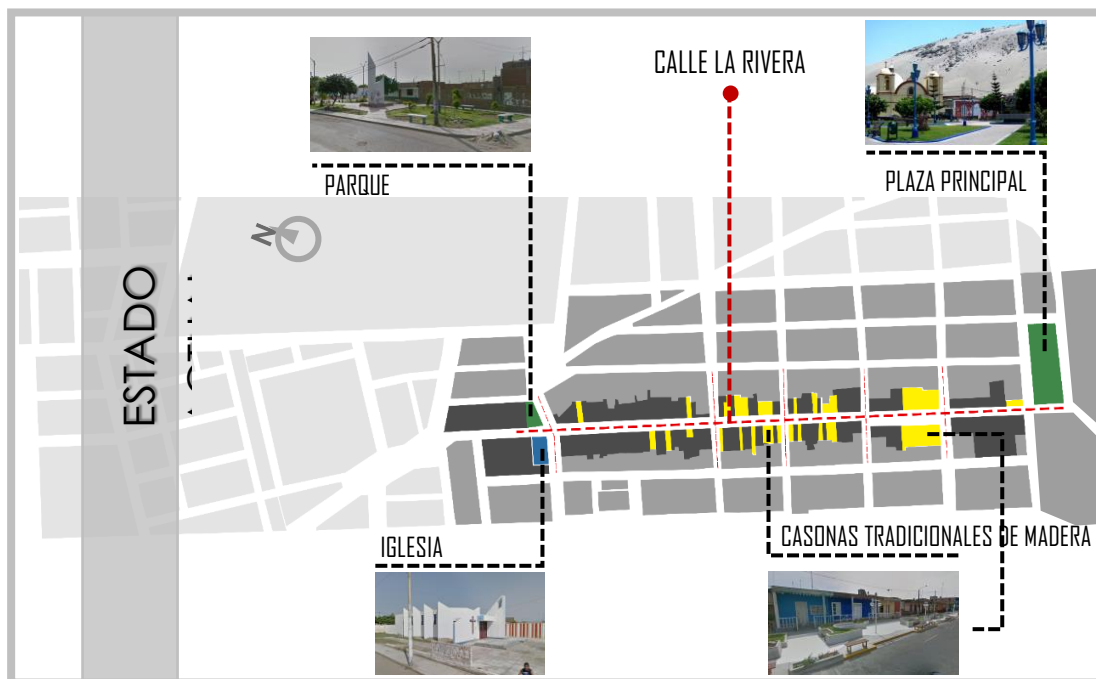 CALLE LA RIVERA
PARQUE
PLAZA PRINCIPAL
N
ESTADO
IGLESIA
CASONAS TRADICIONALES DE MADERA